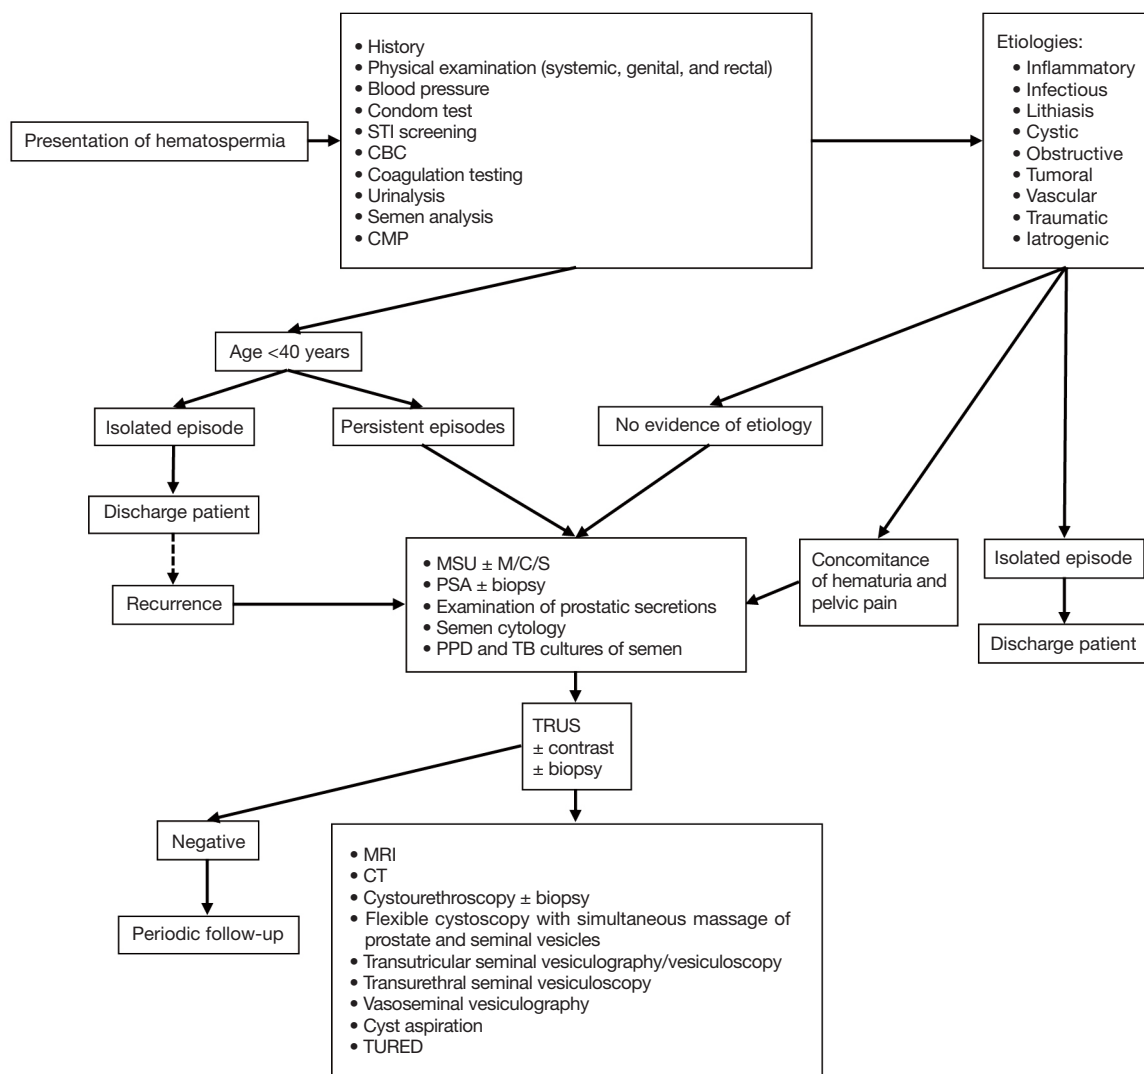 Presentation of hematospermia
• History
• Physical examination (systemic, genital, and rectal)
• Blood pressure
• Condom test
• STI screening
• CBC
• Coagulation testing
• Urinalysis
• Semen analysis
• CMP
Etiologies:
• Inflammatory
• Infectious
• Lithiasis
• Cystic
• Obstructive
• Tumoral
• Vascular
• Traumatic
• Iatrogenic
Age <40 years
Isolated episode
Persistent episodes
No evidence of etiology
Discharge patient
Recurrence
• MSU ± M/C/S
• PSA ± biopsy
• Examination of prostatic secretions
• Semen cytology
• PPD and TB cultures of semen
Concomitance
of hematuria and
pelvic pain
Isolated episode
Discharge patient
TRUS
± contrast
± biopsy
Negative
Periodic follow-up
• MRI
• CT
• Cystourethroscopy ± biopsy
• Flexible cystoscopy with simultaneous massage of
prostate and seminal vesicles
• Transutricular seminal vesiculography/vesiculoscopy
• Transurethral seminal vesiculoscopy
• Vasoseminal vesiculography
• Cyst aspiration
• TURED